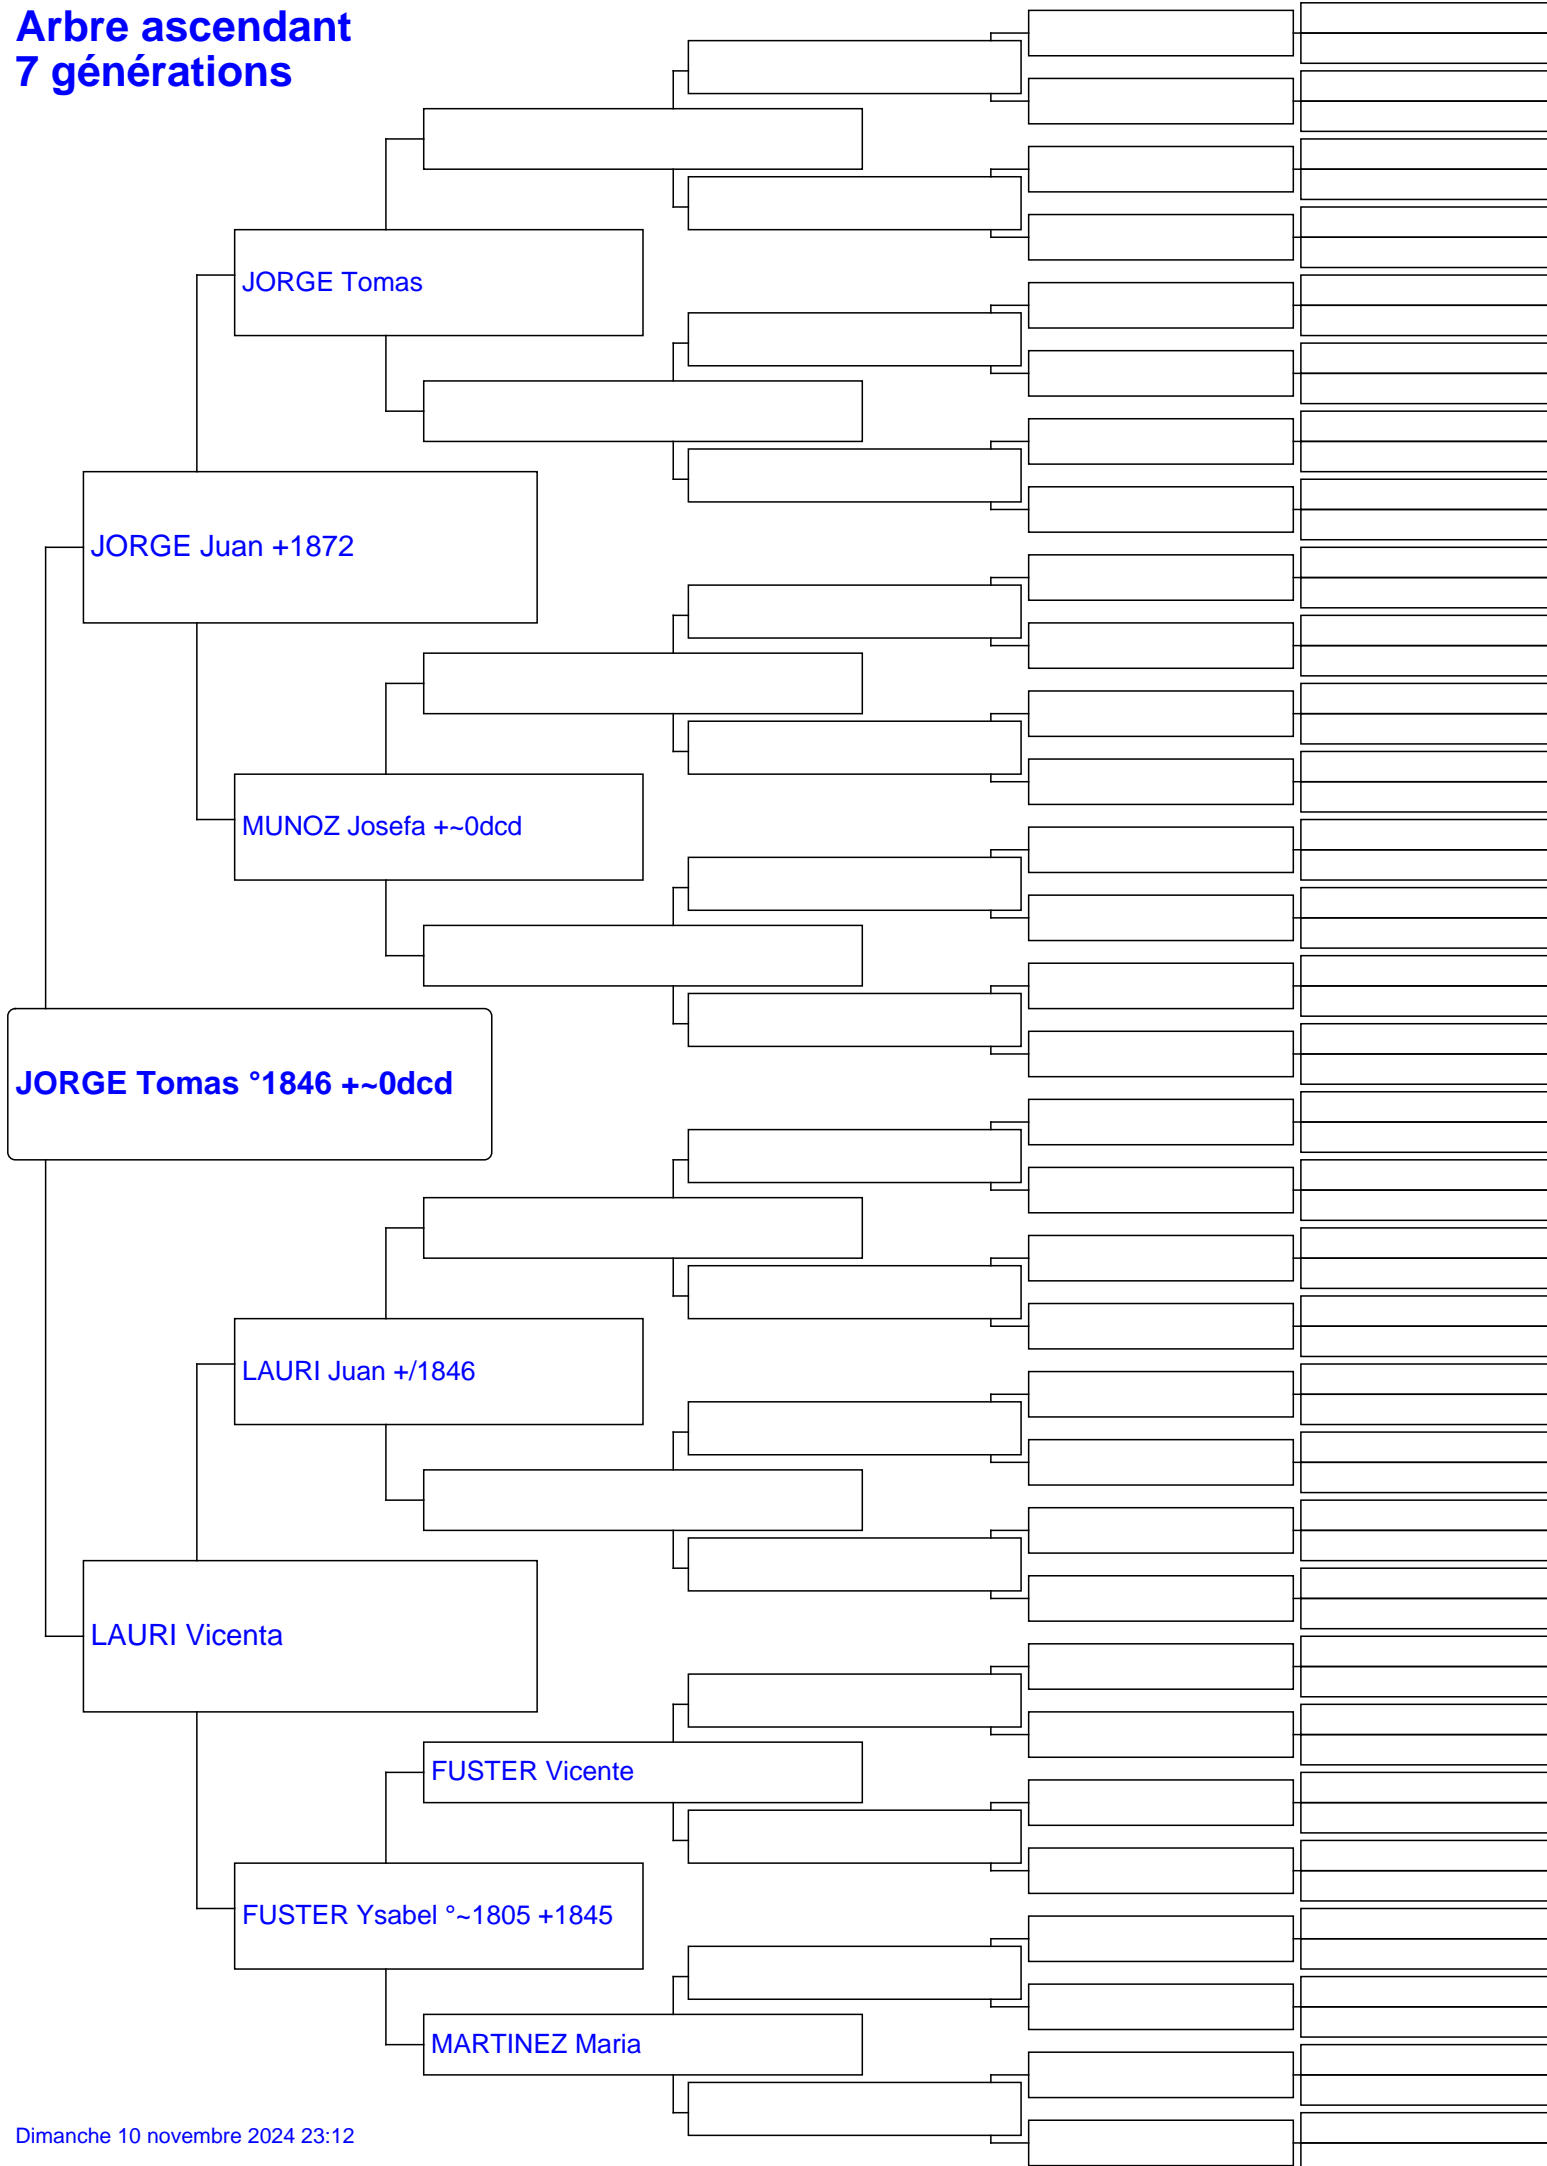 Arbre ascendant
7 générations
JORGE Tomas
JORGE Juan +1872
MUNOZ Josefa +~0dcd
JORGE Tomas °1846 +~0dcd
LAURI Juan +/1846
LAURI Vicenta
FUSTER Vicente
FUSTER Ysabel °~1805 +1845
MARTINEZ Maria
Dimanche 10 novembre 2024 23:12